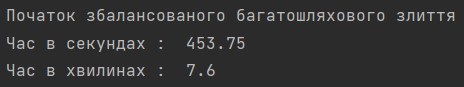 Початок збалансованого багатошляхового злиття
Час в секундах :  453.75
Час в хвилинах :  7.6